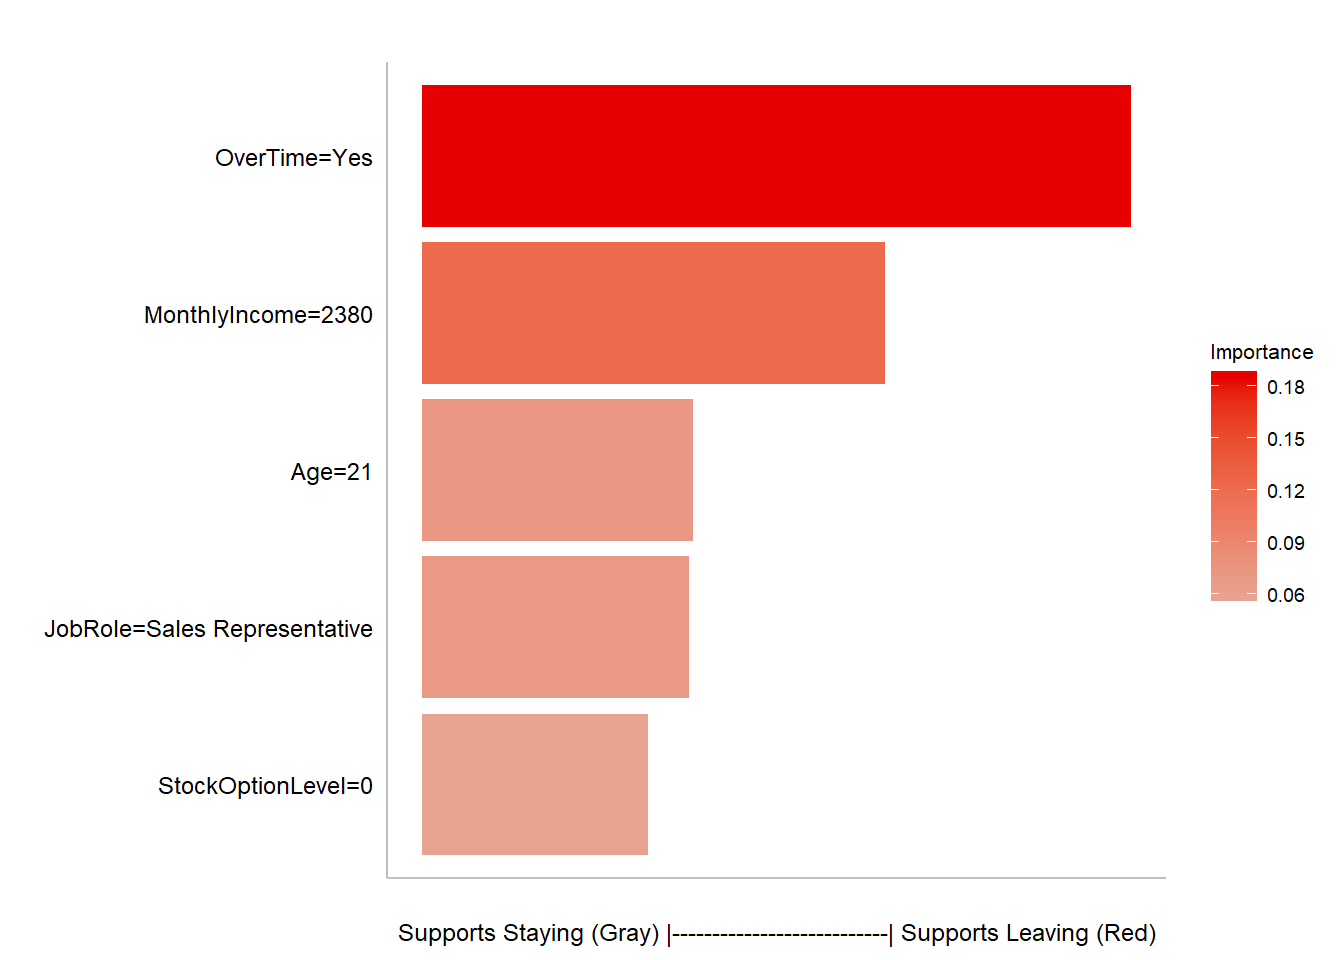 OverTime=Yes
MonthlyIncome=2380
Age=21
JobRole=Sales Representative
StockOptionLevel=0
Importance
0.18
0.15
0.12
0.09
0.06
Supports Staying (Gray) |---------------------------| Supports Leaving (Red)